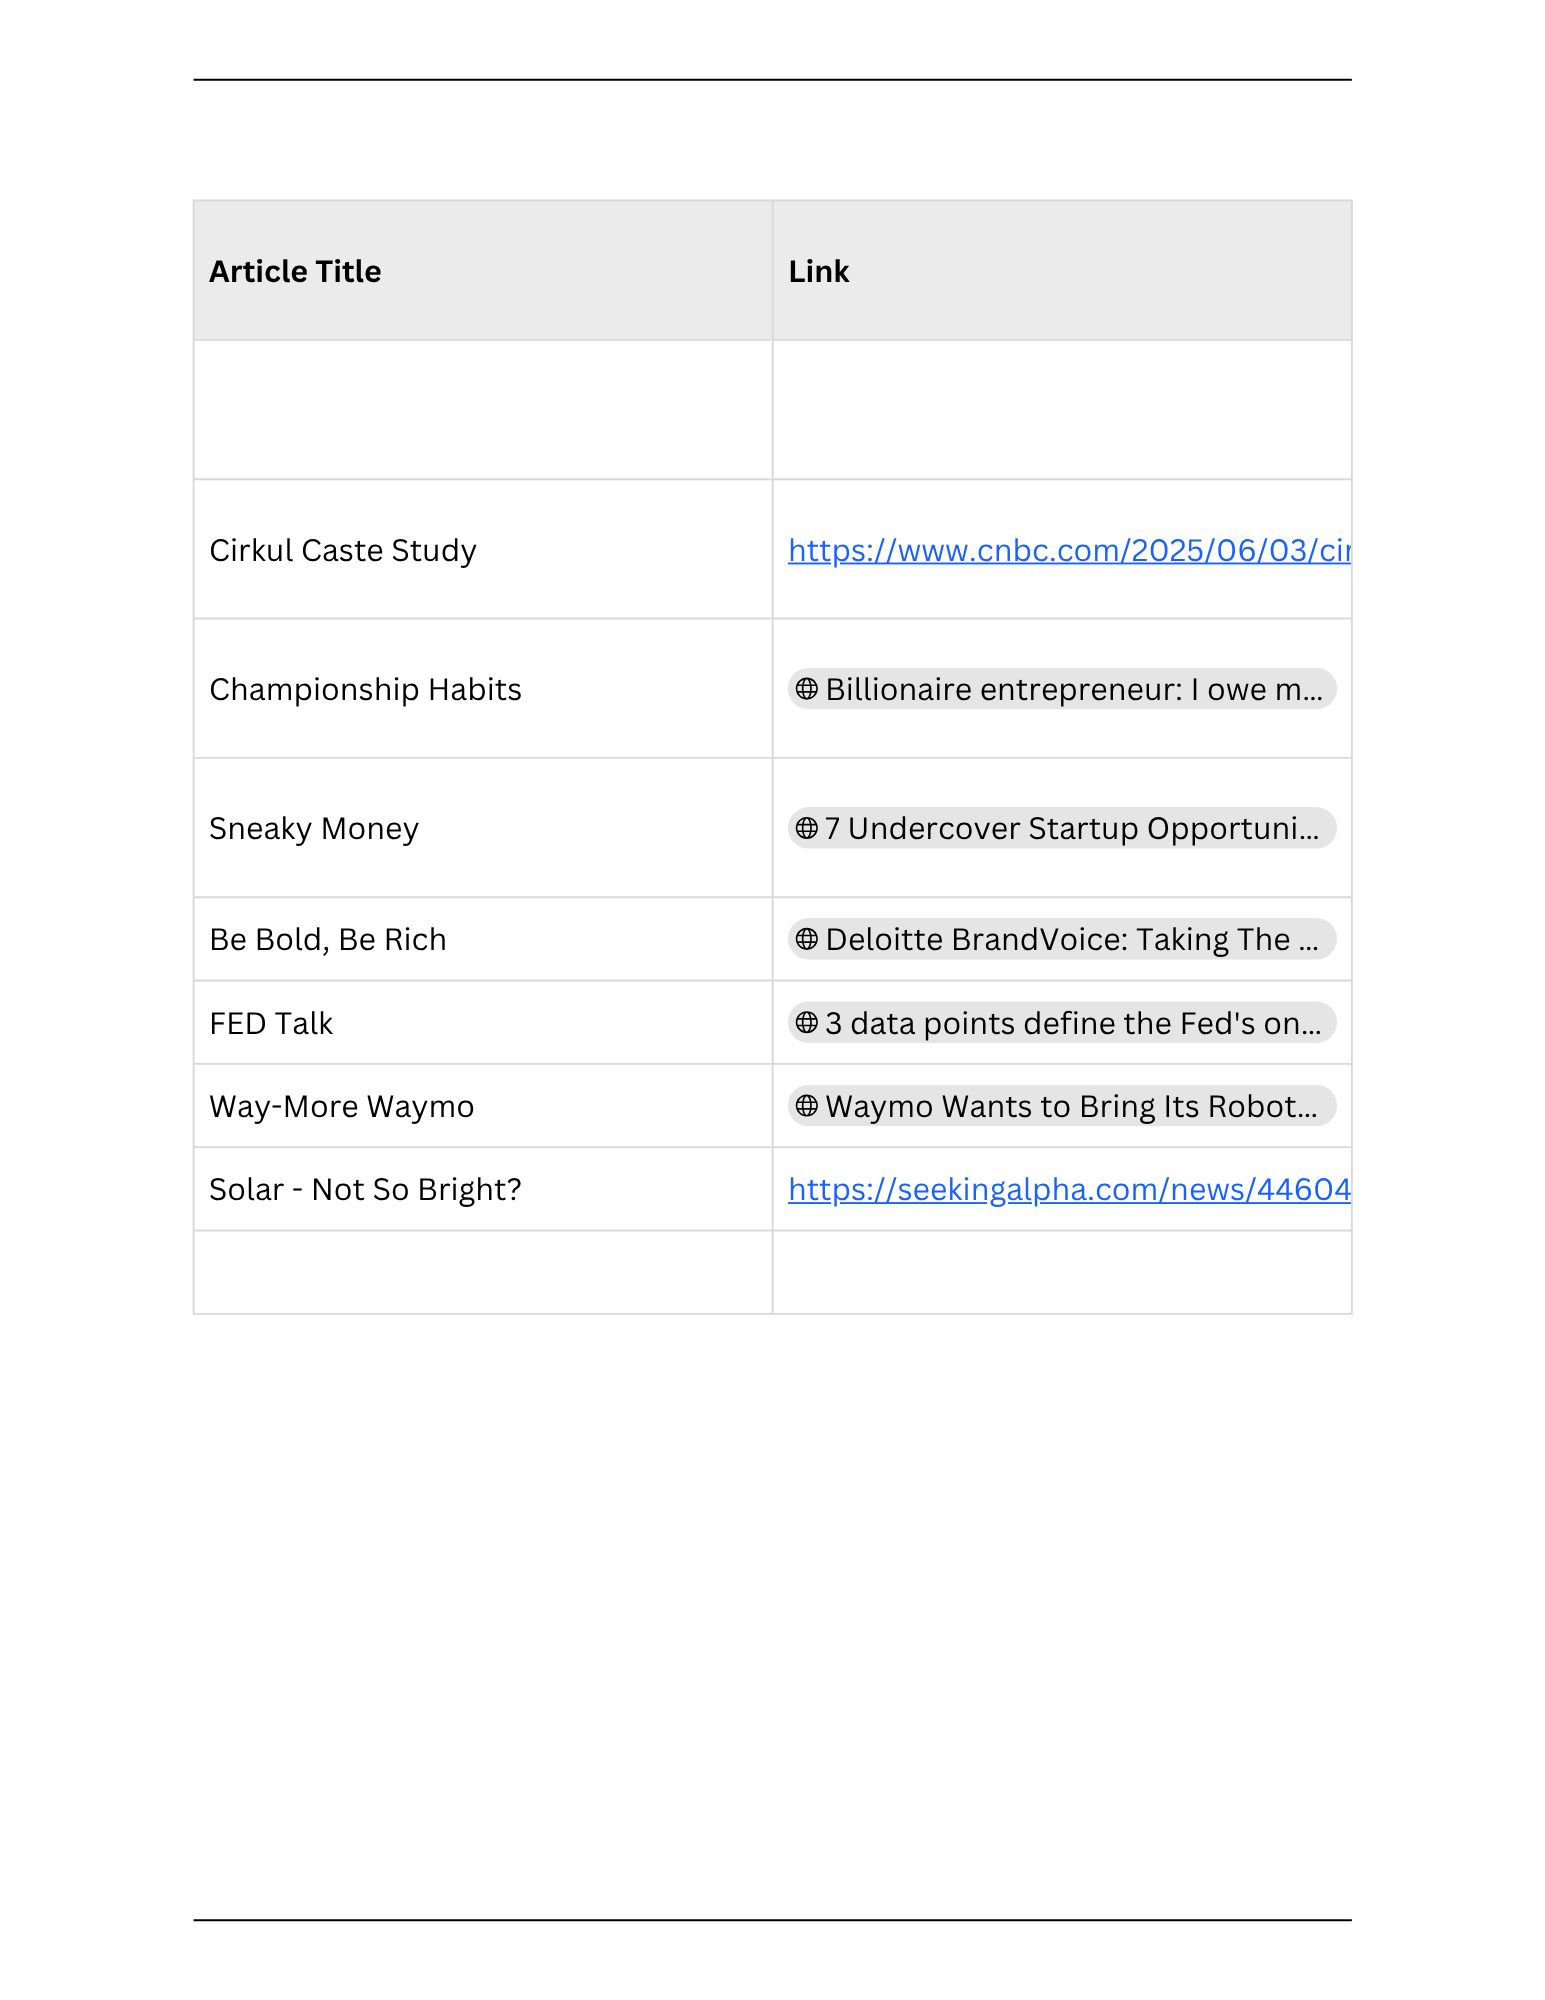 Article Title
Link
Cirkul Caste Study
https://www.cnbc.com/2025/06/03/cir
Championship Habits
Billionaire entrepreneur: I owe m...
Sneaky Money
7 Undercover Startup Opportuni...
Be Bold, Be Rich
Deloitte BrandVoice: Taking The ...
FED Talk
3 data points define the Fed's on...
Way-More Waymo
Waymo Wants to Bring Its Robot...
Solar - Not So Bright?
https://seekingalpha.com/news/44604